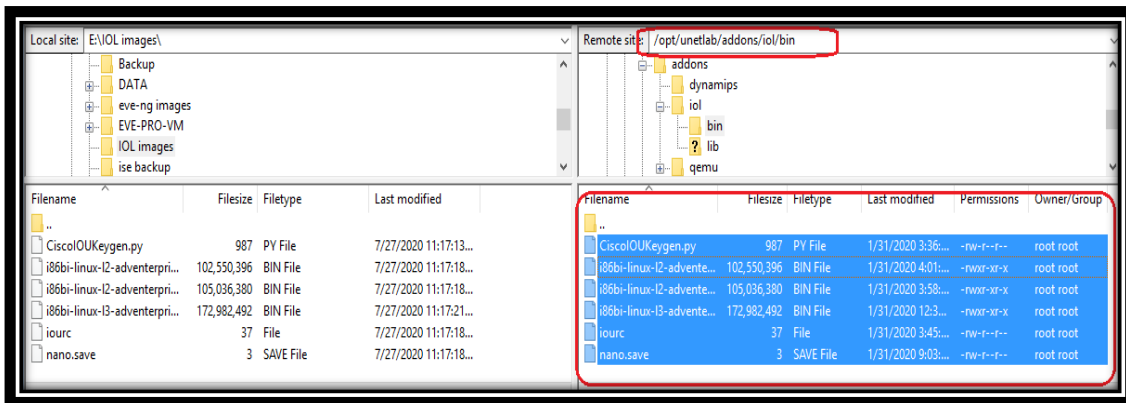 Local site: E:\IOL images\
Backup
DATA
eve-ng images
EVE-PRO-VM
IOL images
ise backup
Filename Filesize Filetype Last modified
..
CiscoIOUKeygen.py 987 PY File 7/27/2020 11:17:13...
i86bi-linux-l2-adventerpri... 102,550,396 BIN File 7/27/2020 11:17:18...
i86bi-linux-l2-adventerpri... 105,036,380 BIN File 7/27/2020 11:17:18...
i86bi-linux-l3-adventerpri... 172,982,492 BIN File 7/27/2020 11:17:21...
iourc 37 File 7/27/2020 11:17:18...
nano.save 3 SAVE File 7/27/2020 11:17:18...
Remote site: /opt/unetlab/addons/iol/bin
addons
dynamips
iol
bin
? lib
qemu
Filename Filesize Filetype Last modified Permissions Owner/Group
..
CiscoIOUKeygen.py 987 PY File 1/31/2020 3:36:... -rw-r--r-- root root
i86bi-linux-l2-advente... 102,550,396 BIN File 1/31/2020 4:01:... -rwxr-xr-x root root
i86bi-linux-l2-advente... 105,036,380 BIN File 1/31/2020 3:58:... -rwxr-xr-x root root
i86bi-linux-l3-advente... 172,982,492 BIN File 1/31/2020 12:3... -rwxr-xr-x root root
iourc 37 File 1/31/2020 3:45:... -rw-r--r-- root root
nano.save 3 SAVE File 1/31/2020 9:03:... -rw-r--r-- root root